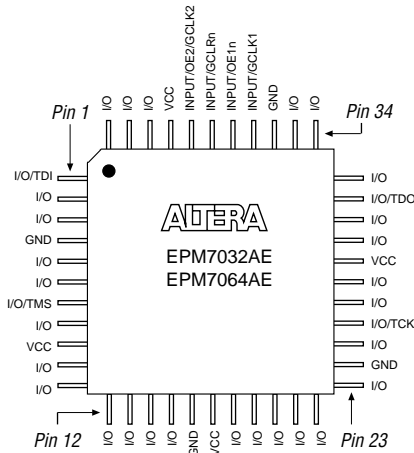 I/O
I/O
I/O
VCC
INPUT/OE2/GCLK2
INPUT/GCLRn
INPUT/OE1n
INPUT/GCLK1
GND
I/O
I/O
Pin 1
Pin 34
I/O/TDI
I/O
I/O
GND
I/O
I/O
I/O/TMS
I/O
VCC
I/O
I/O
ALTERA
EPM7032AE
EPM7064AE
I/O
I/O/TDO
I/O
I/O
VCC
I/O
I/O
I/O/TCK
I/O
GND
I/O
Pin 12
Pin 23
I/O
I/O
I/O
I/O
GND
VCC
I/O
I/O
I/O
I/O
I/O